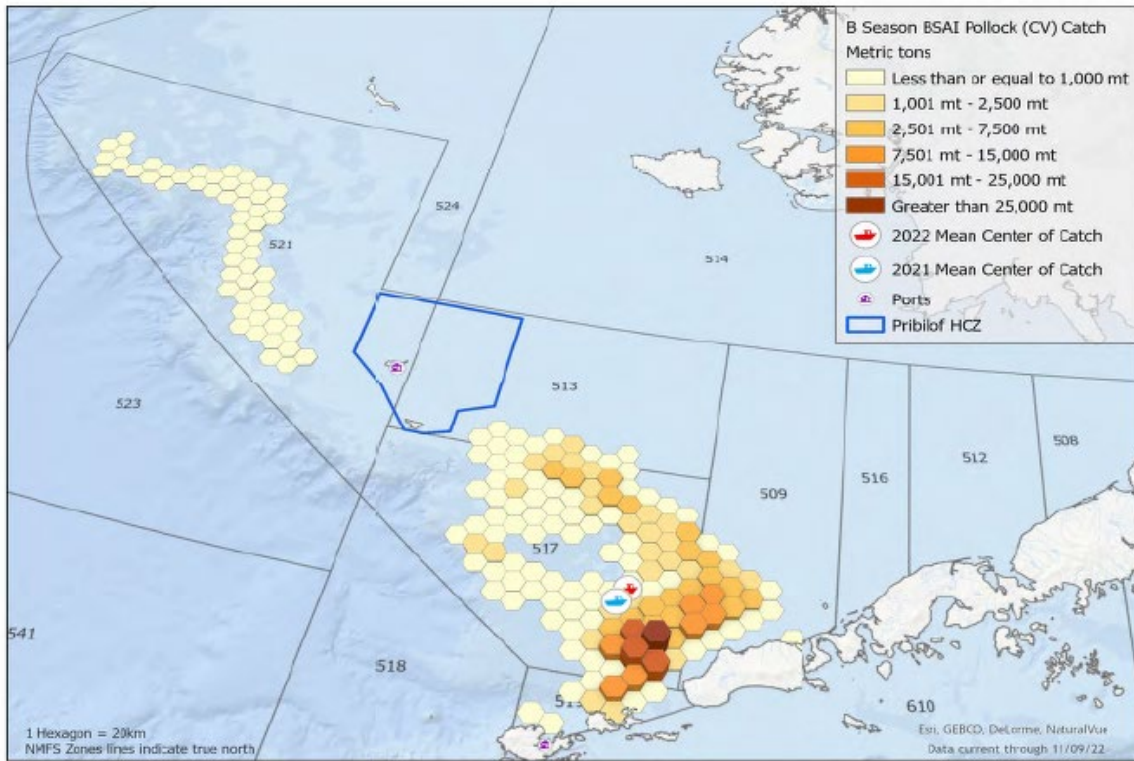 B Season BSAI Pollock (CV) Catch
Metric tons
Less than or equal to 1,000 mt
1,001 mt - 2,500 mt
2,501 mt - 7,500 mt
7,501 mt - 15,000 mt
15,001 mt - 25,000 mt
Greater than 25,000 mt
2022 Mean Center of Catch
2021 Mean Center of Catch
Ports
Pribilof HCZ
524
521
514
513
523
508
512
516
509
517
541
518
610
1 Hexagon = 20km
NMFS Zones lines indicate true north
Esri, GEBCO, DeLorme, NaturalVue
Data current through 11/09/22